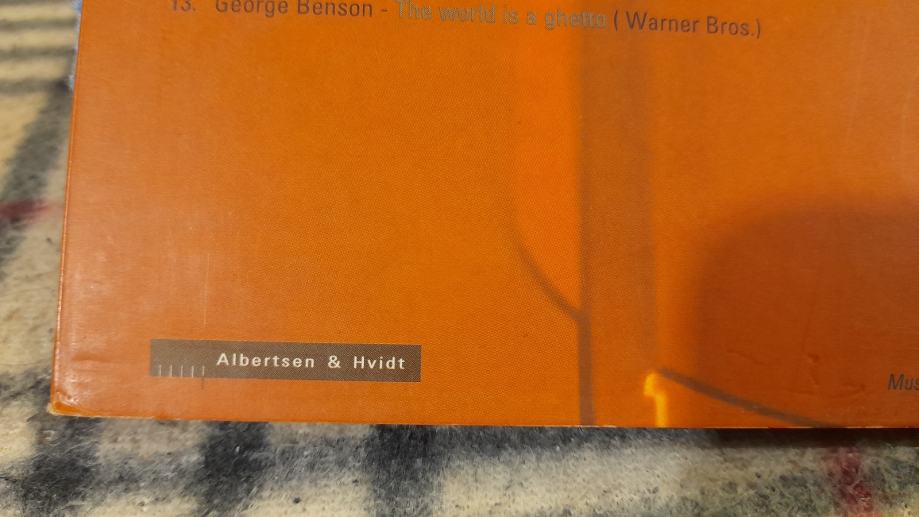 13. George Benson - The world is a ghetto ( Warner Bros.)
Albertsen & Hvidt